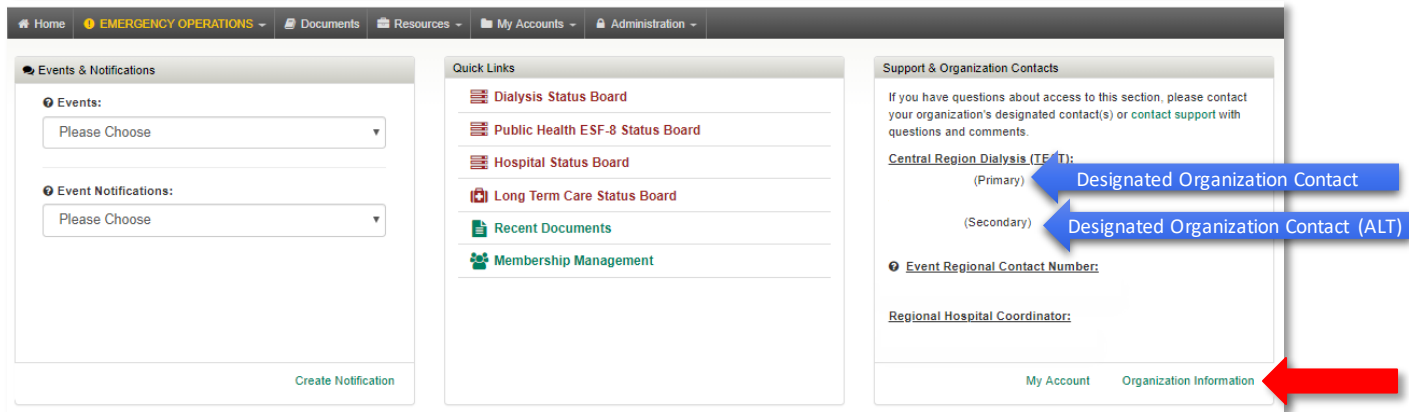 Home EMERGENCY OPERATIONS Documents Resources My Accounts Administration
Events & Notifications
Events:
Please Choose
Event Notifications:
Please Choose
Create Notification
Quick Links
Dialysis Status Board
Public Health ESF-8 Status Board
Hospital Status Board
Long Term Care Status Board
Recent Documents
Membership Management
Support & Organization Contacts
If you have questions about access to this section, please contact
your organization's designated contact(s) or contact support with
questions and comments.
Central Region Dialysis (TEST):
(Primary)
Designated Organization Contact
(Secondary)
Designated Organization Contact (ALT)
Event Regional Contact Number:
Regional Hospital Coordinator:
My Account Organization Information